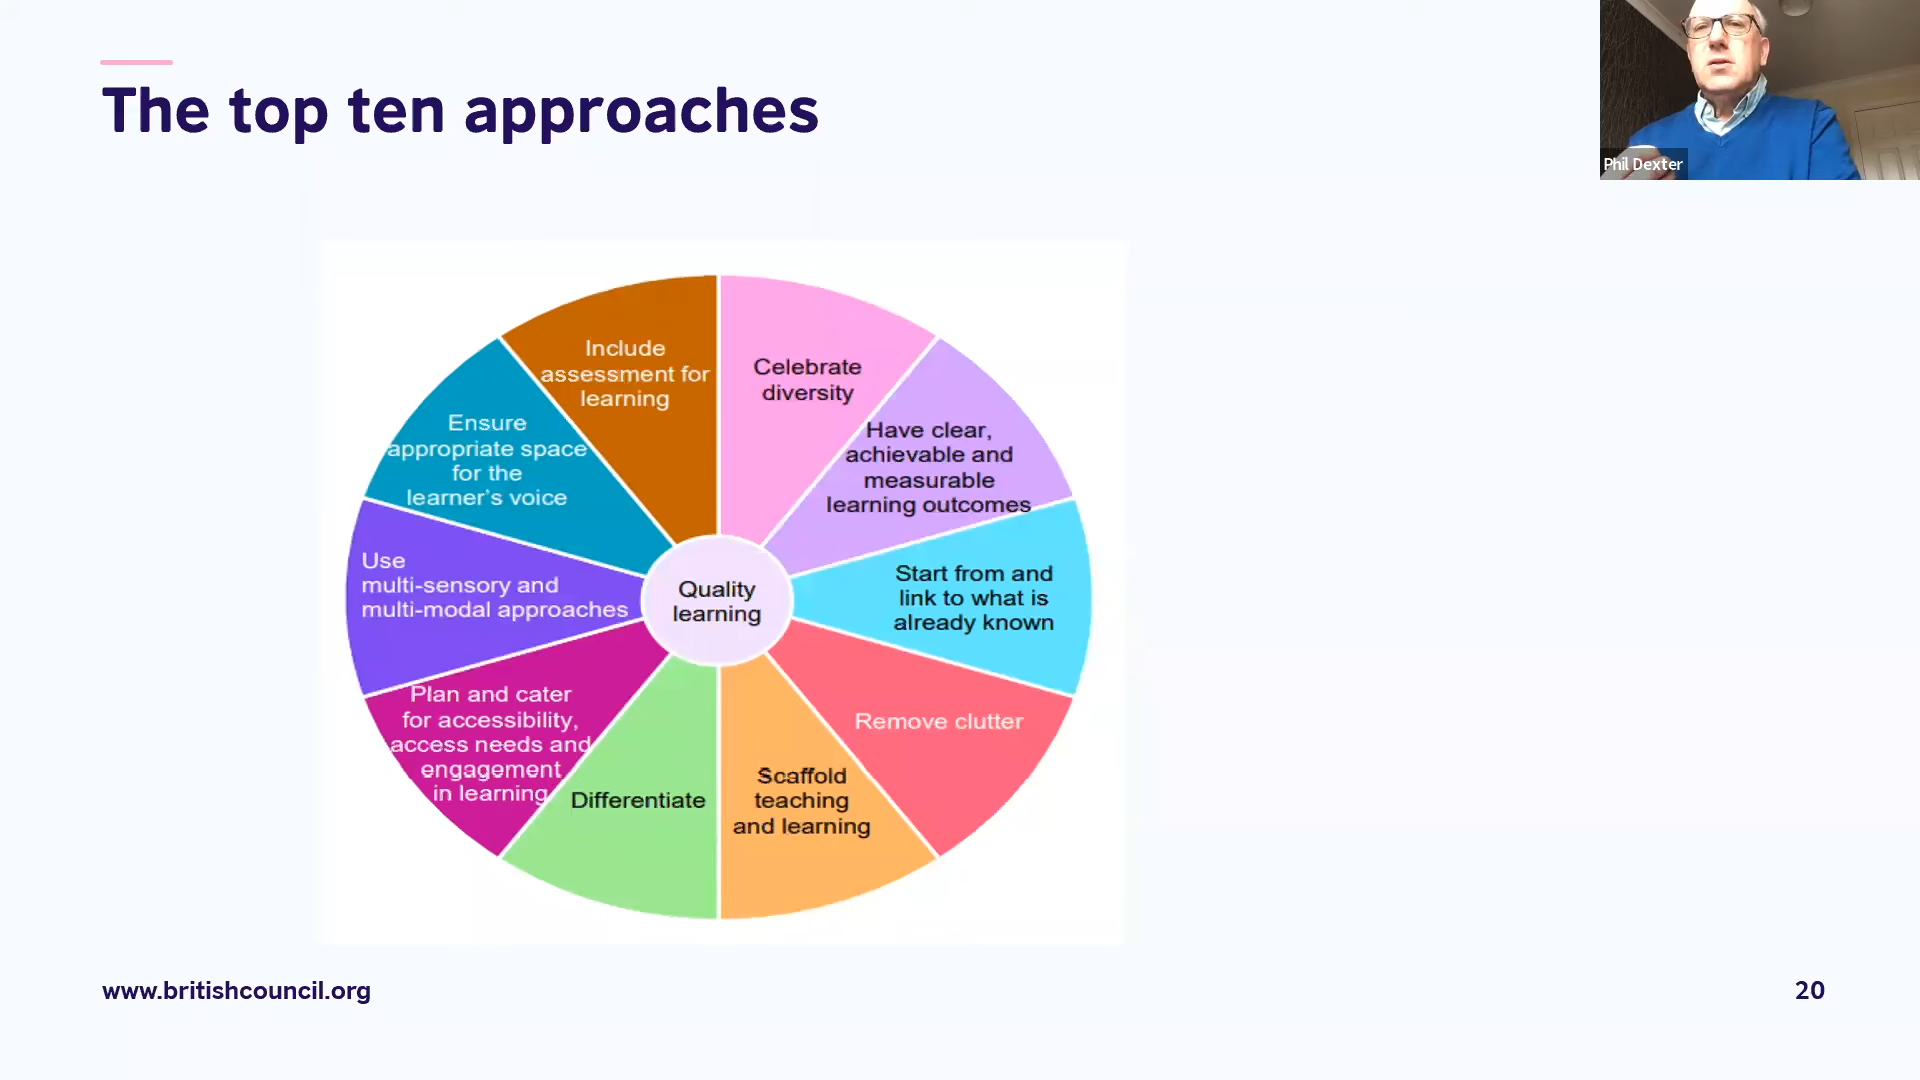 The top ten approaches
Phil Dexter
Include
assessment for
learning
Celebrate
diversity
Have clear,
achievable and
measurable
learning outcomes
Start from and
link to what is
already known
Remove clutter
Scaffold
teaching
and learning
Differentiate
Plan and cater
for accessibility,
access needs and
engagement
in learning
Use
multi-sensory and
multi-modal approaches
Ensure
appropriate space
for the
learner's voice
Quality
learning
www.britishcouncil.org
20